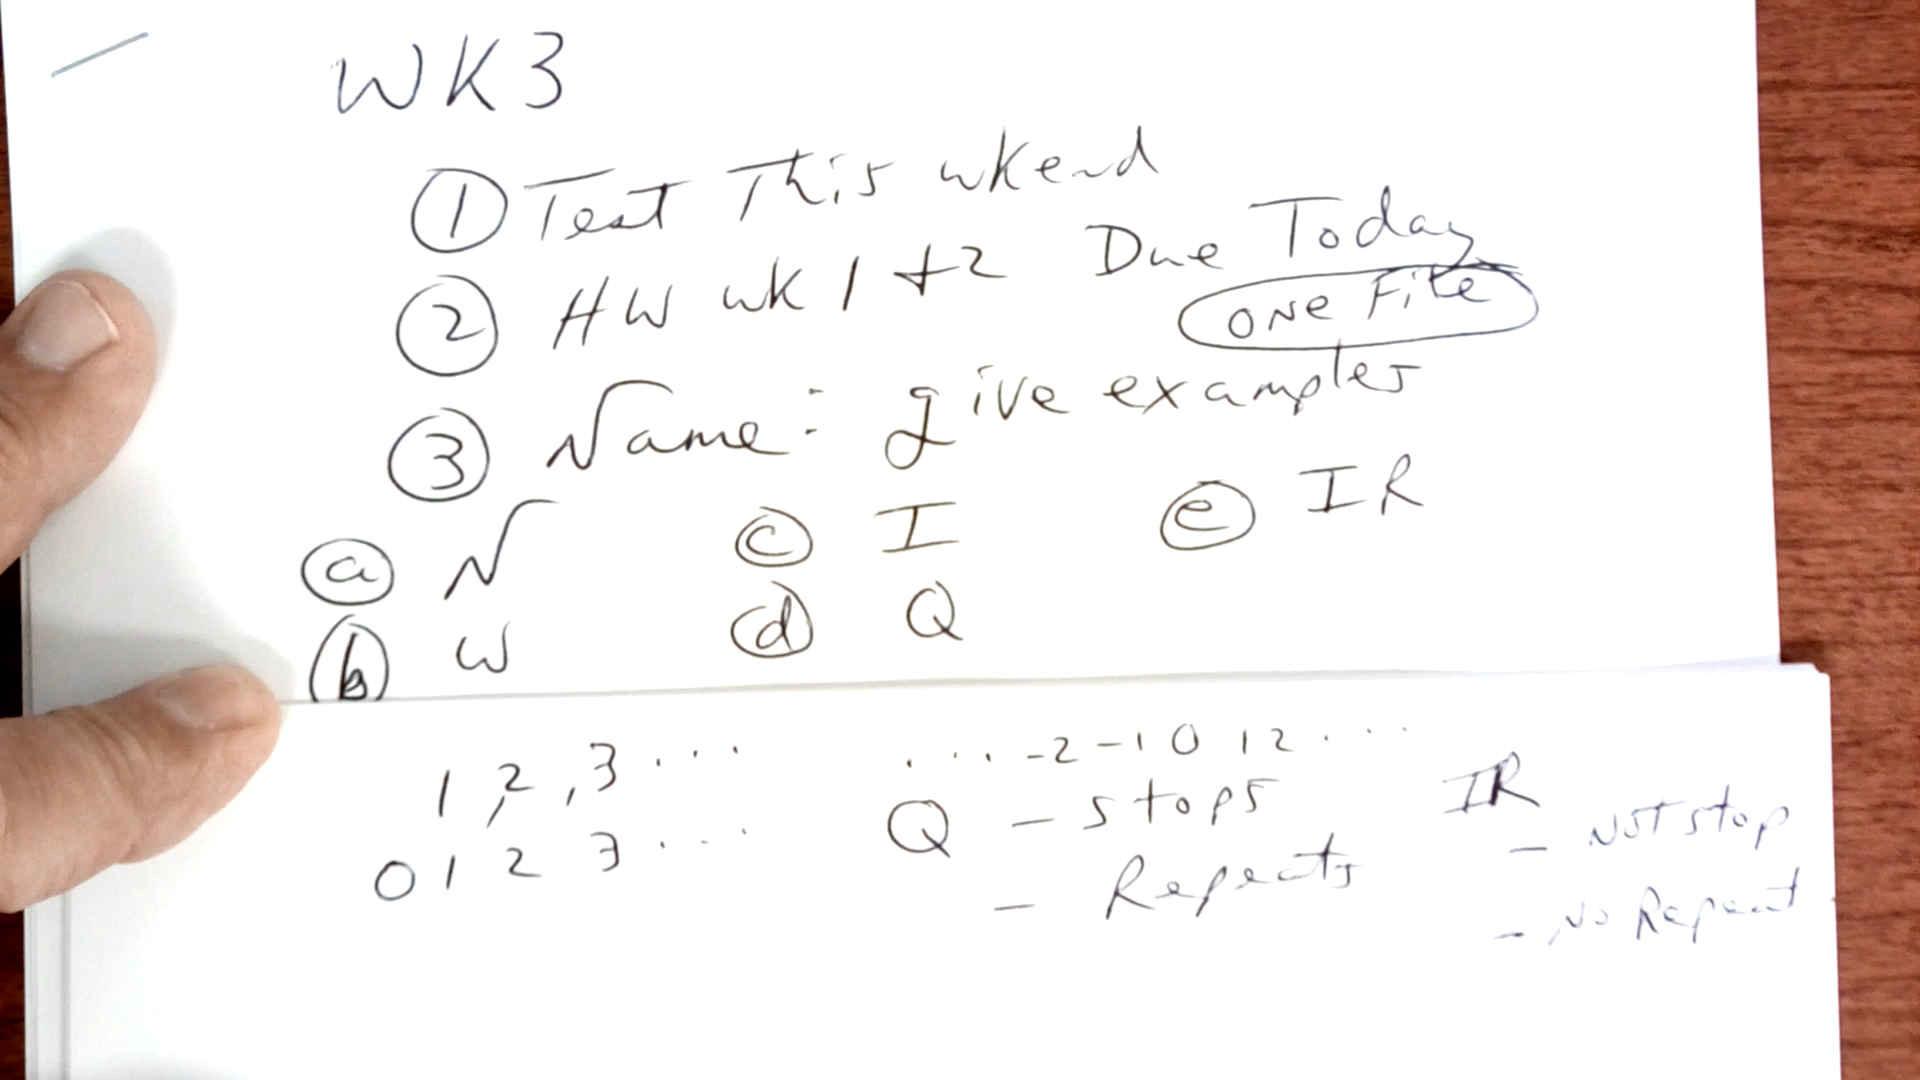 WK3
① Test This wkend
② HW wk 1 + 2 Due Today
ONE File
③ Name: give examples
ⓐ N ⓒ I ⓔ IR
ⓑ W ⓓ Q
1, 2, 3 ... ... -2 -1 0 1 2 ...
0 1 2 3 ... Q - stops IR - NOT stop
- Repeats - No Repeat